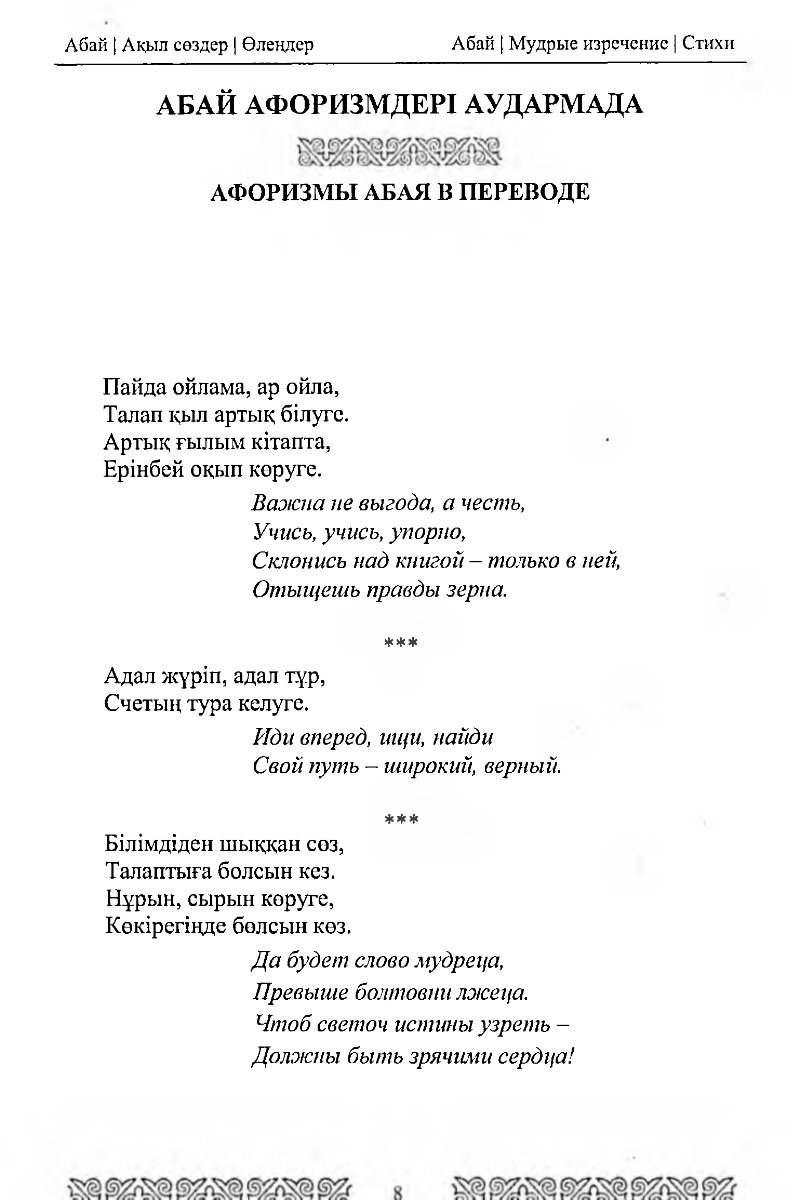 Абай | Ақыл сөздер | Өлеңдер
Абай | Мудрые изречение | Стихи
АБАЙ АФОРИЗМДЕРІ АУДАРМАДА
АФОРИЗМЫ АБАЯ В ПЕРЕВОДЕ
Пайда ойлама, ар ойла,
Талап қыл артық білуге.
Артық ғылым кітапта,
Ерінбей оқып көруге.
Важна не выгода, а честь,
Учись, учись, упорно,
Склонись над книгой – только в ней,
Отыщешь правды зерна.
***
Адал жүріп, адал тұр,
Счетың тура келуге.
Иди вперед, ищи, найди
Свой путь – широкий, верный.
***
Білімдіден шыққан сөз,
Талаптыға болсын кез.
Нұрын, сырын көруге,
Көкірегіңде болсын көз.
Да будет слово мудреца,
Превыше болтовни лжеца.
Чтоб светоч истины узреть –
Должны быть зрячими сердца!
8